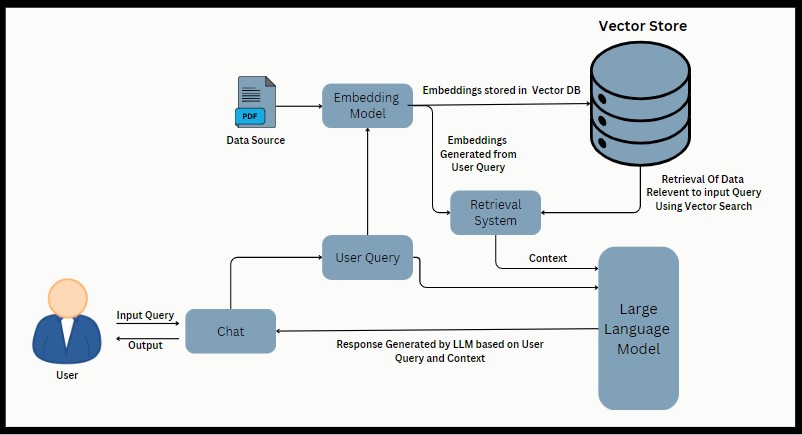 Vector Store
Embeddings stored in Vector DB
Embedding
Model
PDF
Data Source
Embeddings
Generated from
User Query
Retrieval Of Data
Relevent to input Query
Using Vector Search
Retrieval
System
User Query
Context
Input Query
Output
User
Chat
Large
Language
Model
Response Generated by LLM based on User
Query and Context